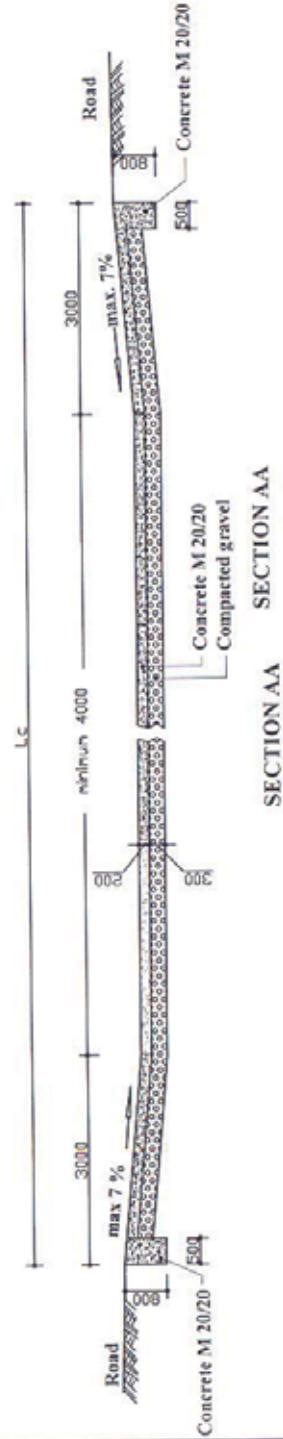 Lc
3000
minimum 4000
3000
Road
max 7 %
max. 7%
Road
800
200
300
800
500
500
Concrete M 20/20
Concrete M 20/20
Compacted gravel
Concrete M 20/20
SECTION AA
SECTION AA